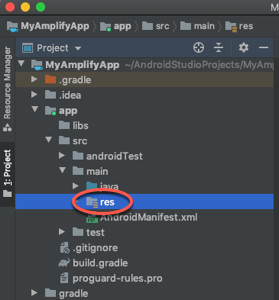 MyAmplifyApp app src main res
Project
MyAmplifyApp ~/AndroidStudioProjects/MyAm
.gradle
.idea
app
libs
src
androidTest
main
java
res
AndroidManifest.xml
test
.gitignore
build.gradle
proguard-rules.pro
gradle
Resource Manager
1: Project